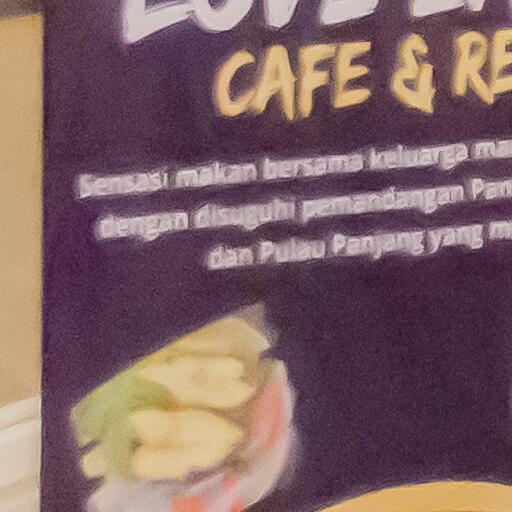 CAFE & RE
Sensasi makan bersama keluarga ma
dengan disuguhi pemandangan Pan
dan Pulau Panjang yang m